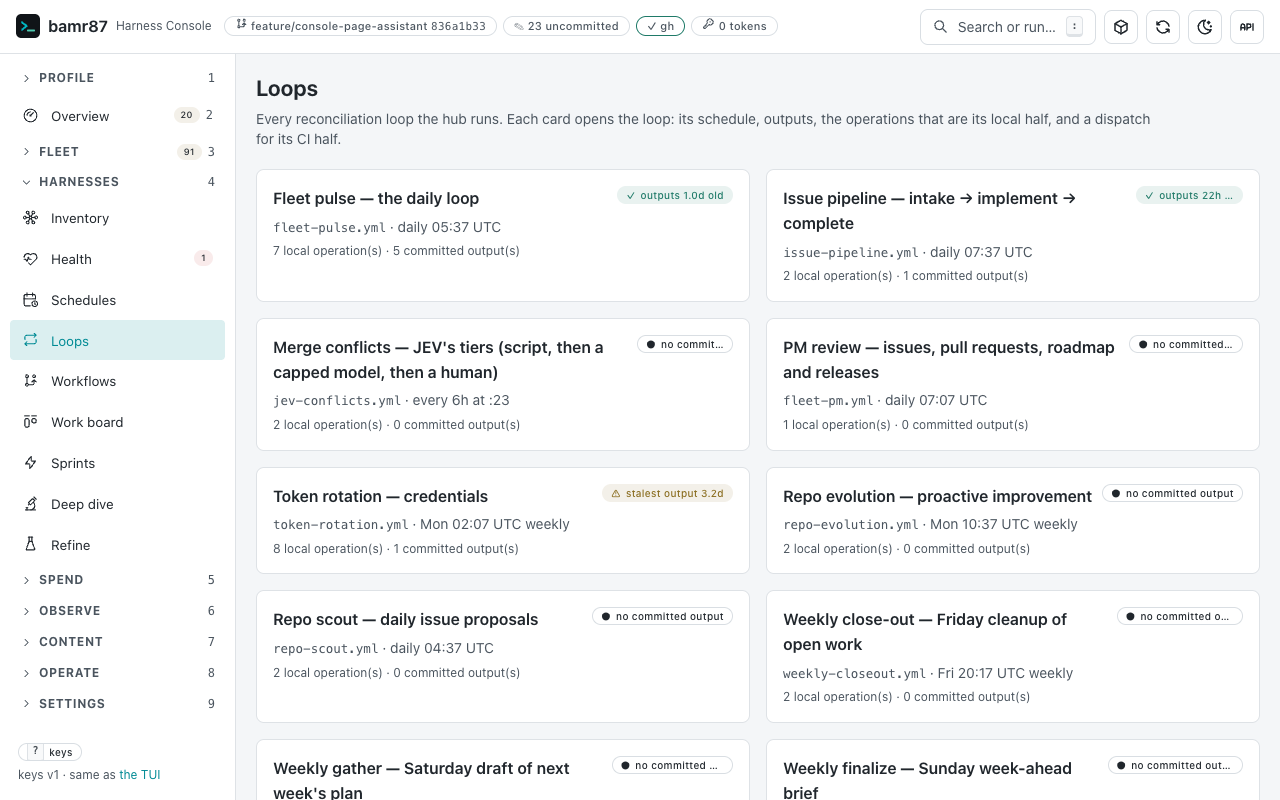 bamr87 Harness Console feature/console-page-assistant 836a1b33 23 uncommitted gh 0 tokens Search or run... : API
PROFILE 1
Overview 20 2
FLEET 91 3
HARNESSES 4
Inventory
Health 1
Schedules
Loops
Workflows
Work board
Sprints
Deep dive
Refine
SPEND 5
OBSERVE 6
CONTENT 7
OPERATE 8
SETTINGS 9
? keys
keys v1 · same as the TUI
Loops
Every reconciliation loop the hub runs. Each card opens the loop: its schedule, outputs, the operations that are its local half, and a dispatch
for its CI half.
Fleet pulse — the daily loop outputs 1.0d old
fleet-pulse.yml · daily 05:37 UTC
7 local operation(s) · 5 committed output(s)
Issue pipeline — intake → implement → outputs 22h ...
complete
issue-pipeline.yml · daily 07:37 UTC
2 local operation(s) · 1 committed output(s)
Merge conflicts — JEV's tiers (script, then a no commit...
capped model, then a human)
jev-conflicts.yml · every 6h at :23
2 local operation(s) · 0 committed output(s)
PM review — issues, pull requests, roadmap no committed...
and releases
fleet-pm.yml · daily 07:07 UTC
1 local operation(s) · 0 committed output(s)
Token rotation — credentials stalest output 3.2d
token-rotation.yml · Mon 02:07 UTC weekly
8 local operation(s) · 1 committed output(s)
Repo evolution — proactive improvement no committed output
repo-evolution.yml · Mon 10:37 UTC weekly
2 local operation(s) · 0 committed output(s)
Repo scout — daily issue proposals no committed output
repo-scout.yml · daily 04:37 UTC
2 local operation(s) · 0 committed output(s)
Weekly close-out — Friday cleanup of no committed o...
open work
weekly-closeout.yml · Fri 20:17 UTC weekly
2 local operation(s) · 0 committed output(s)
Weekly gather — Saturday draft of next no committed ...
week's plan
Weekly finalize — Sunday week-ahead no committed out...
brief